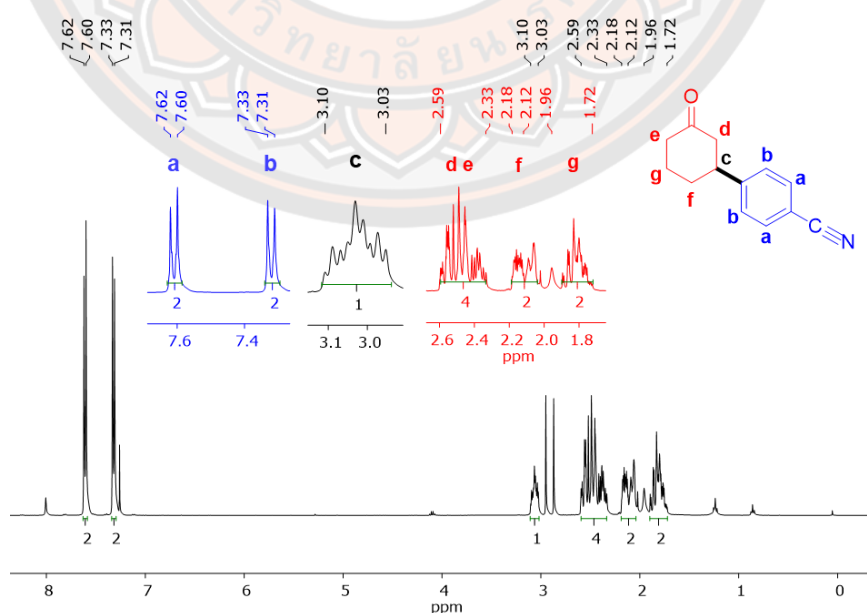 7.62
7.60
7.33
7.31
3.10
3.03
2.59
2.33
2.18
2.12
1.96
1.72
7.62
7.60
7.33
7.31
3.10
3.03
2.59
2.33
2.18
2.12
1.96
1.72
a b c d e f g
O
e d
c b
g a
f
b
a
C
N
2 2 1 4 2 2
7.6 7.4 3.1 3.0 2.6 2.4 2.2 2.0 1.8
ppm
2 2 1 4 2 2
8 7 6 5 4 3 2 1 0
ppm